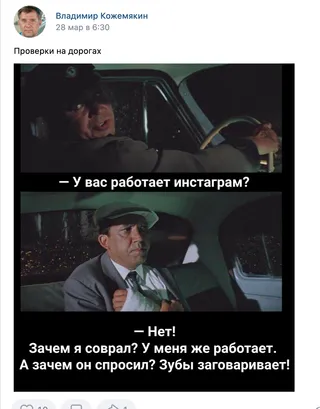 Владимир Кожемякин
28 мар в 6:30
Проверки на дорогах
— У вас работает инстаграм?
— Нет!
Зачем я соврал? У меня же работает.
А зачем он спросил? Зубы заговаривает!